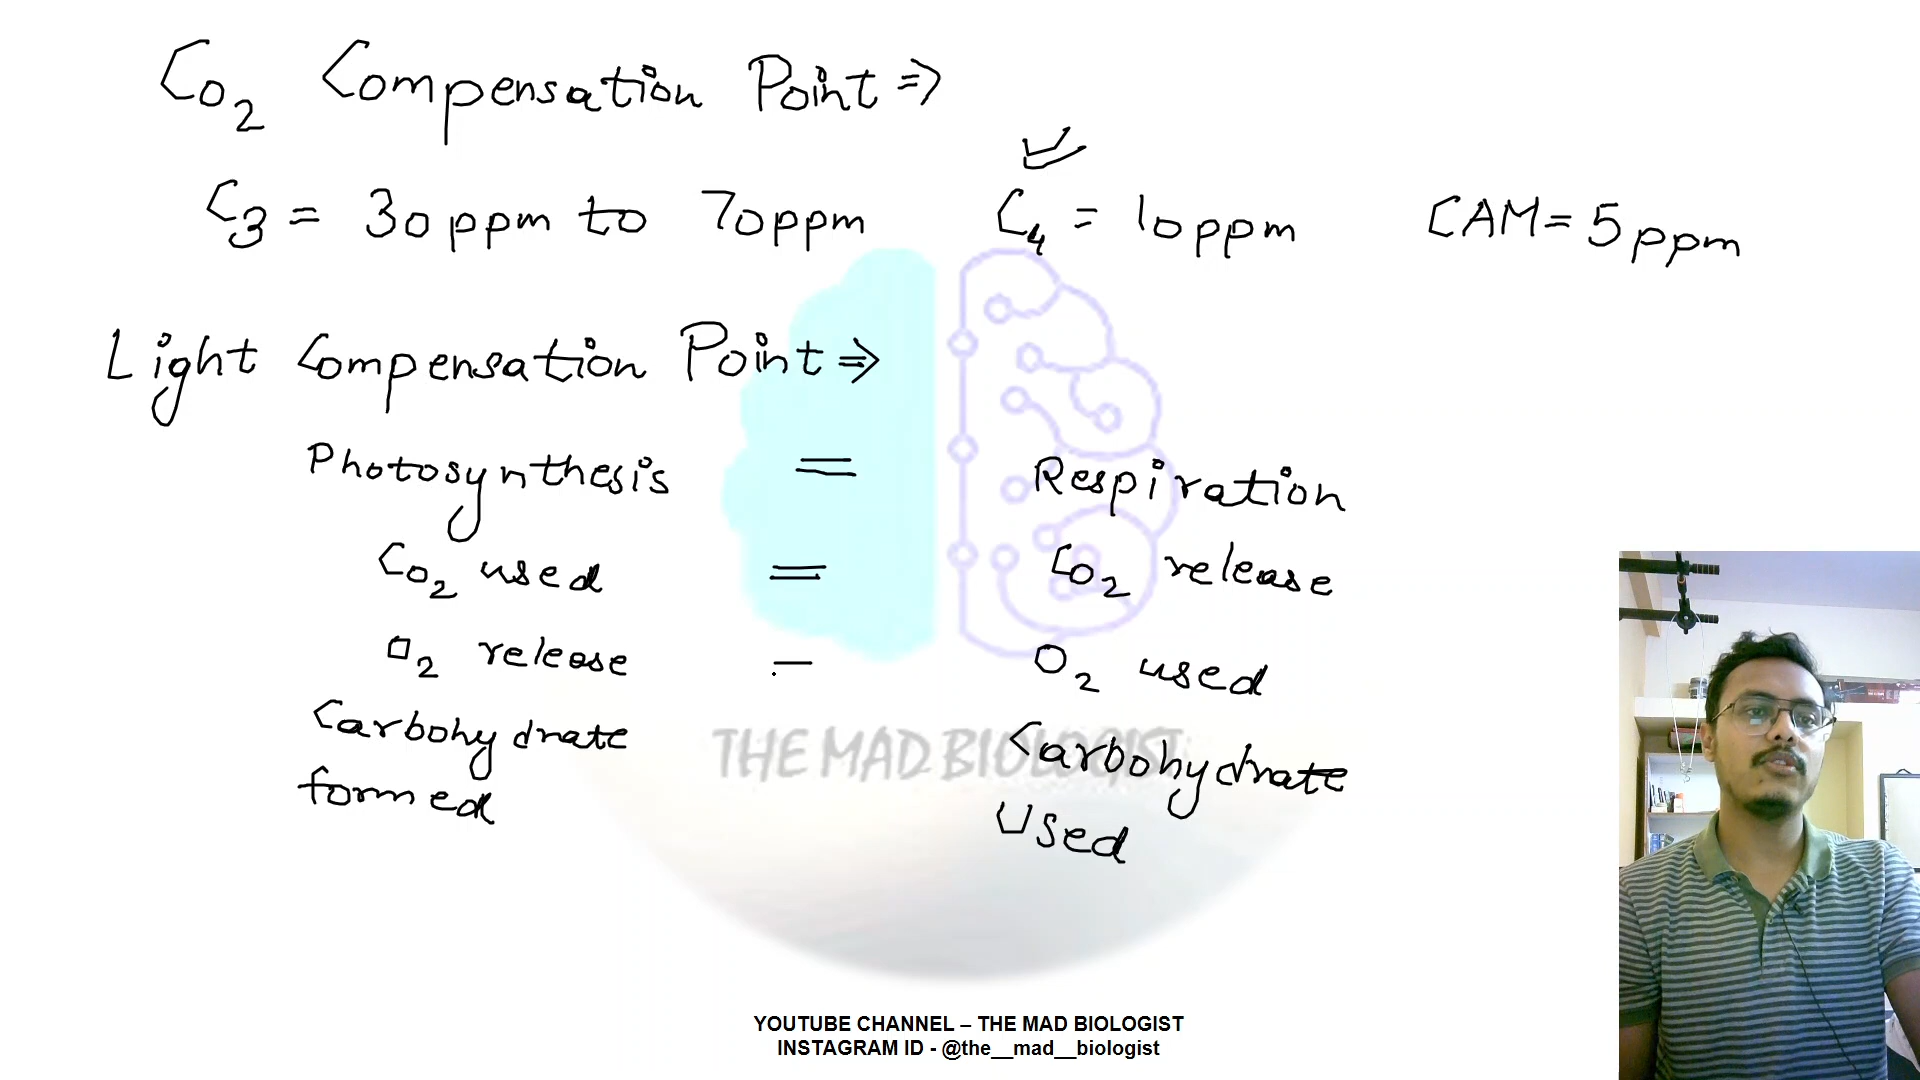 Co2 Compensation Point ⇒
C3 = 30ppm to 70ppm C4 = 10ppm CAM = 5ppm
Light Compensation Point ⇒
Photosynthesis = Respiration
Co2 used = Co2 release
O2 release — O2 used
Carbohydrate formed
Carbohydrate Used
THE MAD BIOLOGIST
YOUTUBE CHANNEL – THE MAD BIOLOGIST
INSTAGRAM ID - @the__mad__biologist